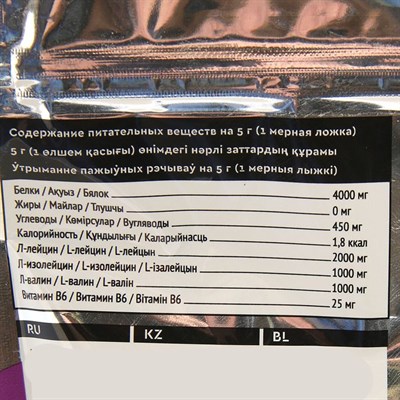 Содержание питательных веществ на 5 г (1 мерная ложка)
5 г (1 өлшем қасығы) өнімдегі нәрлі заттардың құрамы
Утрыманне пажыўных рэчываў на 5 г (1 мерныя лыжкі)
Белки / Ақуыз / Бялок 4000 мг
Жиры / Майлар / Тлушчы 0 мг
Углеводы / Көмірсулар / Вугляводы 450 мг
Калорийность / Құндылығы / Каларыйнасць 1,8 ккал
Л-лейцин / L-лейцин / L-лейцын 2000 мг
Л-изолейцин / L-изолейцин / L-ізалейцын 1000 мг
Л-валин / L-валин / L-валін 1000 мг
Витамин В6 / Витамин В6 / Вітамін В6 25 мг
RU KZ BL